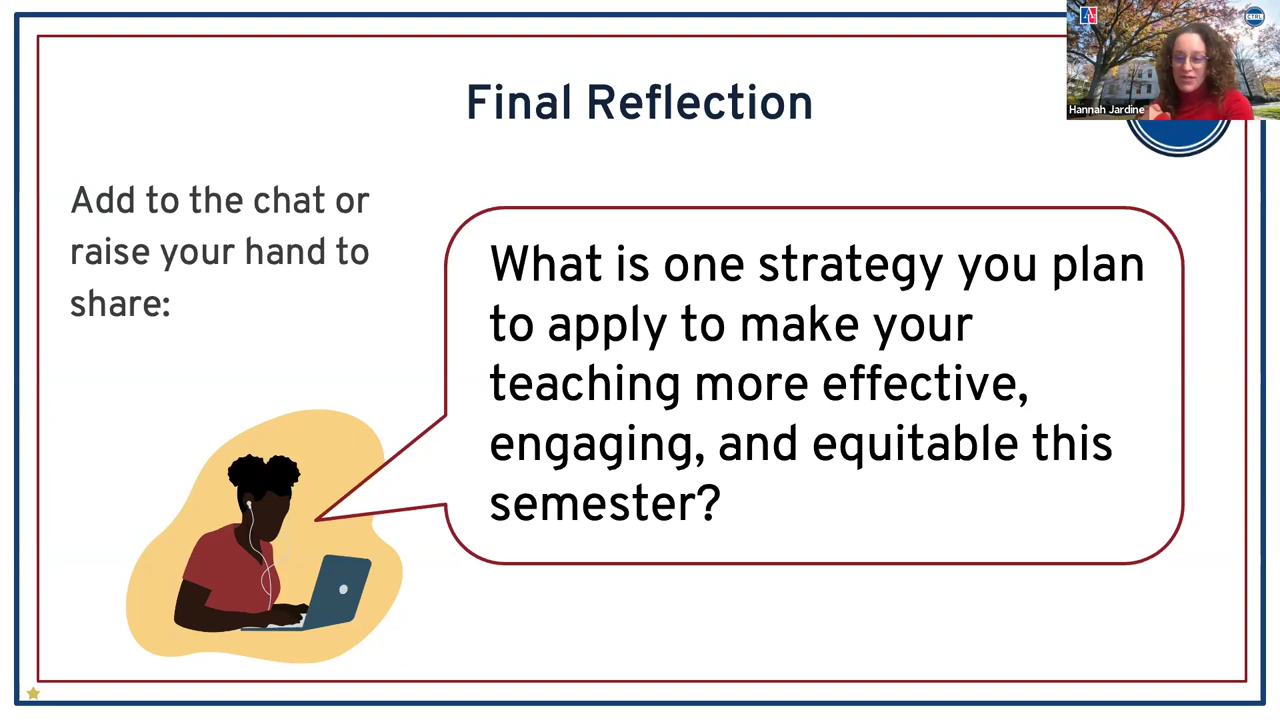 Final Reflection
Hannah Jardine
CTRL
Add to the chat or
raise your hand to
share:
What is one strategy you plan
to apply to make your
teaching more effective,
engaging, and equitable this
semester?